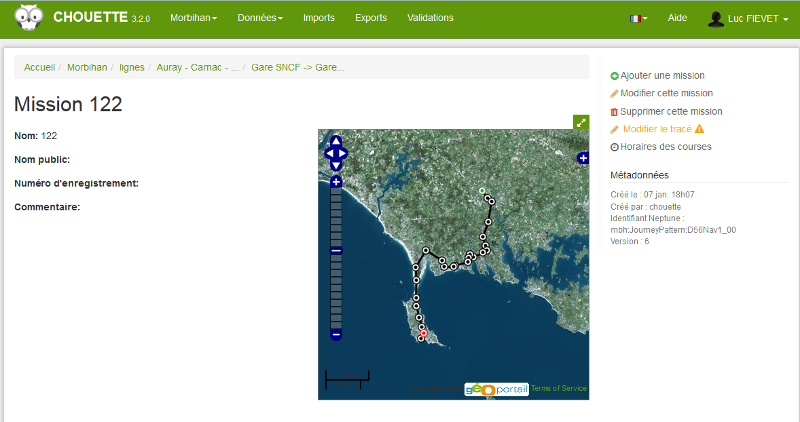 CHOUETTE 3.2.0
Morbihan
Données
Imports
Exports
Validations
Aide
Luc FIEVET
Accueil / Morbihan / lignes / Auray - Carnac - ... / Gare SNCF -> Gare...
Mission 122
Nom: 122
Nom public:
Numéro d'enregistrement:
Commentaire:
géoportail
Terms of Service
Ajouter une mission
Modifier cette mission
Supprimer cette mission
Modifier le tracé
Horaires des courses
Métadonnées
Créé le : 07 jan. 18h07
Créé par : chouette
Identifiant Neptune :
mbh:JourneyPattern:D56Nav1_00
Version : 6